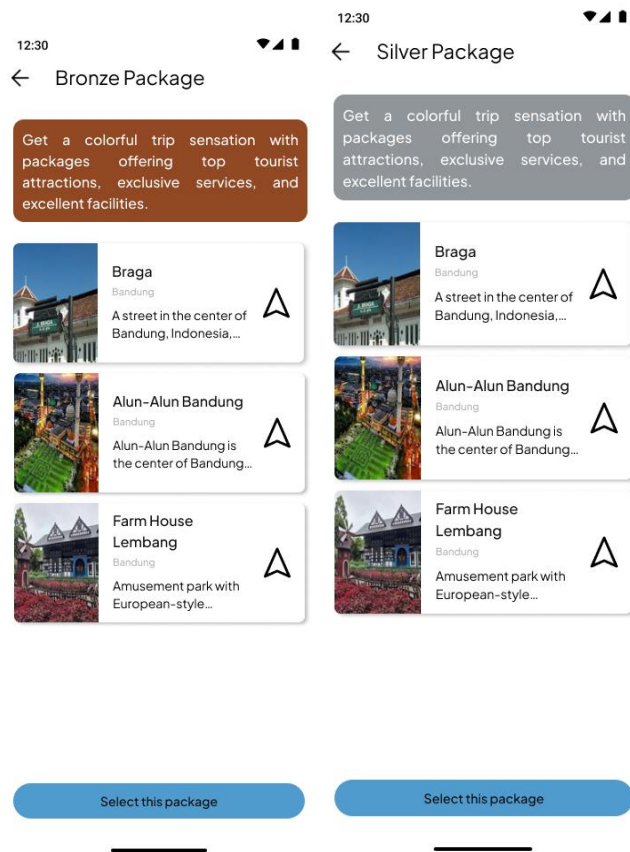 12:30
Bronze Package
Get a colorful trip sensation with
packages offering top tourist
attractions, exclusive services, and
excellent facilities.
Braga
Bandung
A street in the center of
Bandung, Indonesia,...
Alun-Alun Bandung
Bandung
Alun-Alun Bandung is
the center of Bandung...
Farm House
Lembang
Bandung
Amusement park with
European-style...
Select this package
12:30
Silver Package
Get a colorful trip sensation with
packages offering top tourist
attractions, exclusive services, and
excellent facilities.
Braga
Bandung
A street in the center of
Bandung, Indonesia,...
Alun-Alun Bandung
Bandung
Alun-Alun Bandung is
the center of Bandung...
Farm House
Lembang
Bandung
Amusement park with
European-style...
Select this package